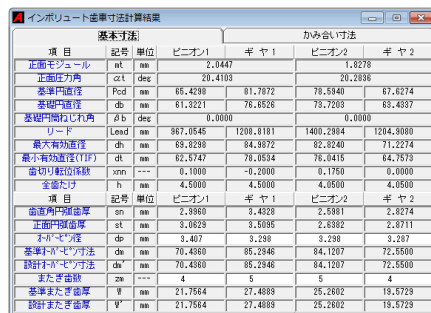 インボリュート歯車寸法計算結果
基本寸法 かみ合い寸法
項 目 記号 単位 ピニオン1 ギ ヤ 1 ピニオン2 ギ ヤ 2
正面モジュール mt mm 2.0447 1.8278
正面圧力角 αt deg 20.4103 20.2836
基準円直径 Pcd mm 65.4298 81.7872 78.5940 67.6274
基礎円直径 db mm 61.3221 76.6526 73.7203 63.4337
基礎円筒ねじれ角 βb deg 0.0000 0.0000
リ ー ド Lead mm 967.0545 1208.8181 1400.2984 1204.9080
最大有効直径 dh mm 69.8298 84.9872 82.8240 71.2274
最小有効直径(TIF) dt mm 62.5747 78.0534 76.0415 64.7573
歯切り転位係数 xnn --- 0.1000 -0.2000 0.1750 0.0000
全歯たけ h mm 4.5000 4.5000 4.0500 4.0500
項 目 記号 単位 ピニオン1 ギ ヤ 1 ピニオン2 ギ ヤ 2
歯直角円弧歯厚 sn mm 2.9960 3.4328 2.5981 2.8274
正面円弧歯厚 st mm 3.0629 3.5095 2.6382 2.8711
オーバーピン径 dp mm 3.407 3.298 3.298 3.287
基準オーバーピン寸法 dm mm 70.4360 85.2946 84.1207 72.5500
設計オーバーピン寸法 dm' mm 70.4360 85.2946 84.1207 72.5500
またぎ歯数 zm --- 4 5 5 4
基準またぎ歯厚 W mm 21.7564 27.4889 25.2602 19.5729
設計またぎ歯厚 W' mm 21.7564 27.4889 25.2602 19.5729